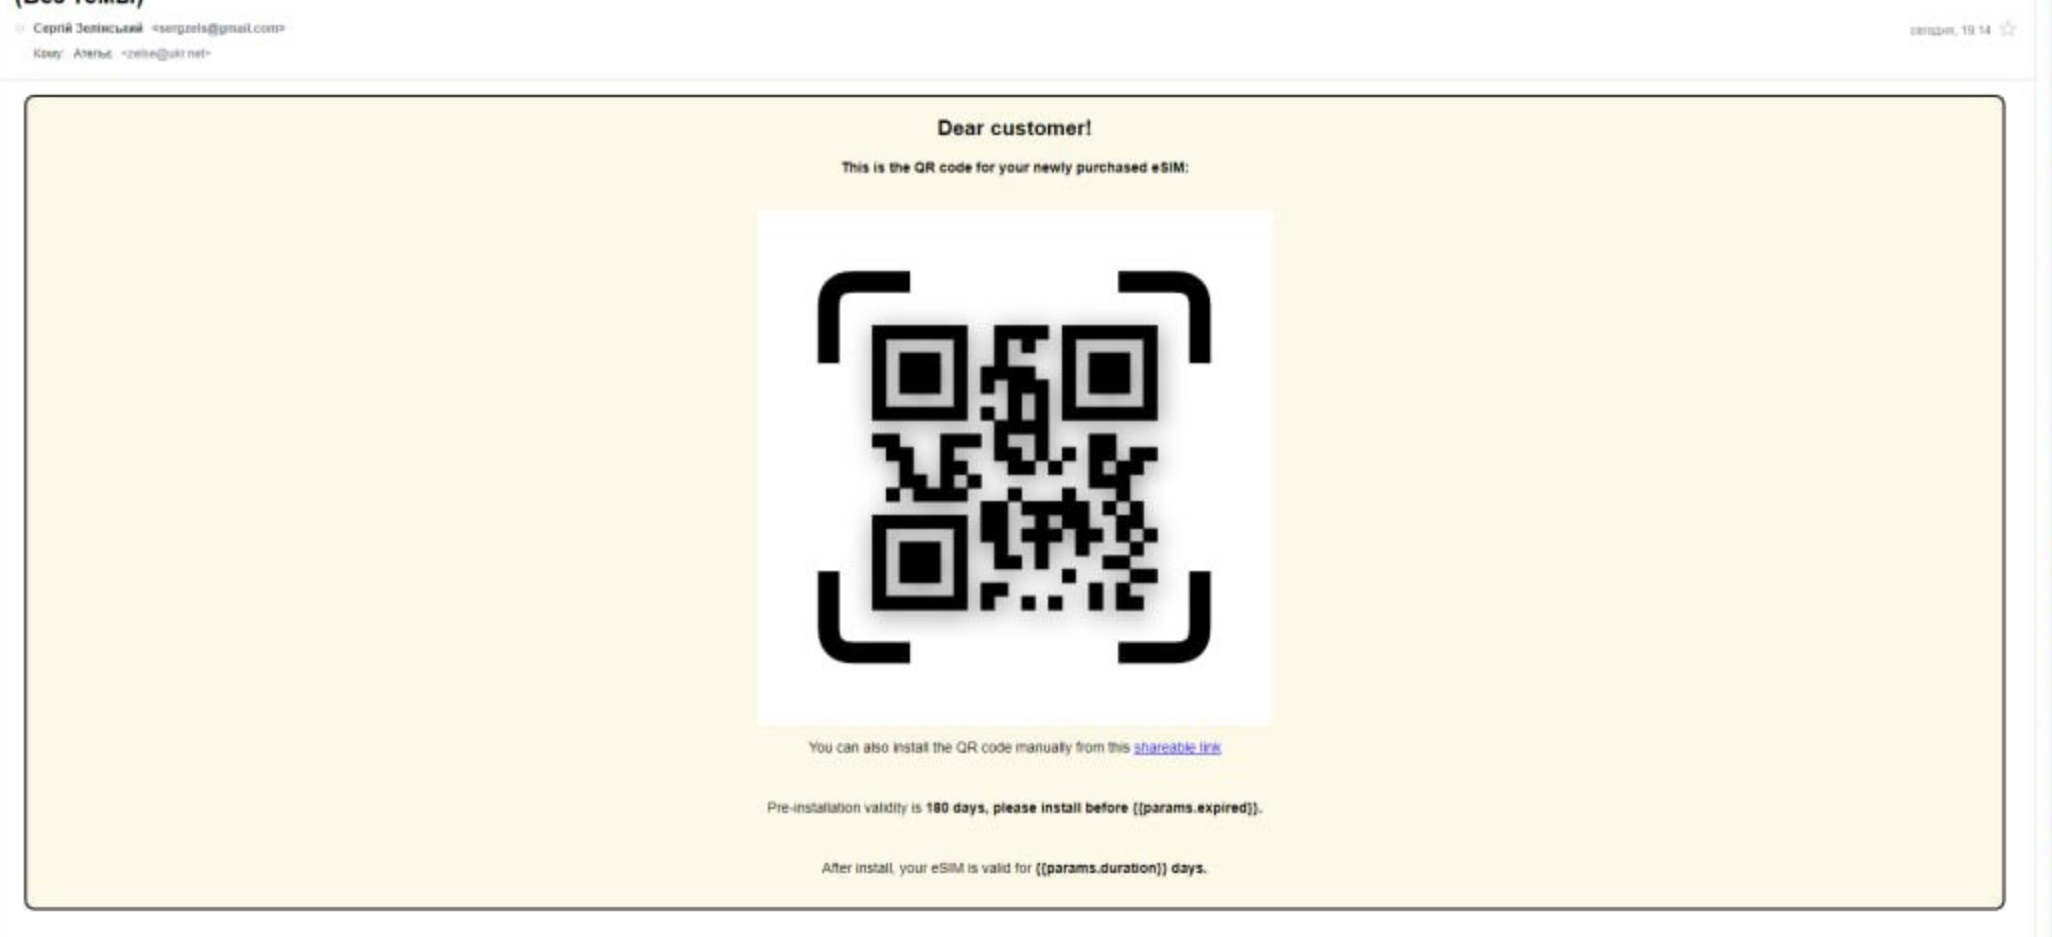 (Без темы)
Сергій Зелінський <sergzels@gmail.com>
сегодня, 19:14
Кому: Ательє <zelse@ukr.net>
Dear customer!
This is the QR code for your newly purchased eSIM:
You can also install the QR code manually from this shareable link
Pre-installation validity is 180 days, please install before {{params.expired}}.
After install, your eSIM is valid for {{params.duration}} days.